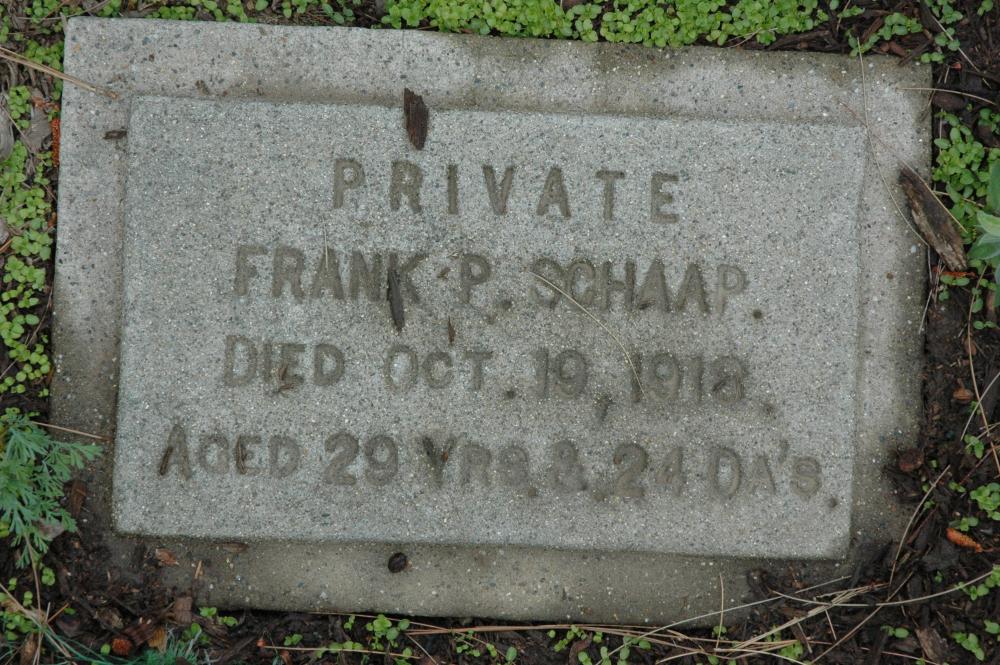 PRIVATE
FRANK P. SCHAAP.
DIED OCT. 19, 1918.
AGED 29 YRS. & 24 DA'S.